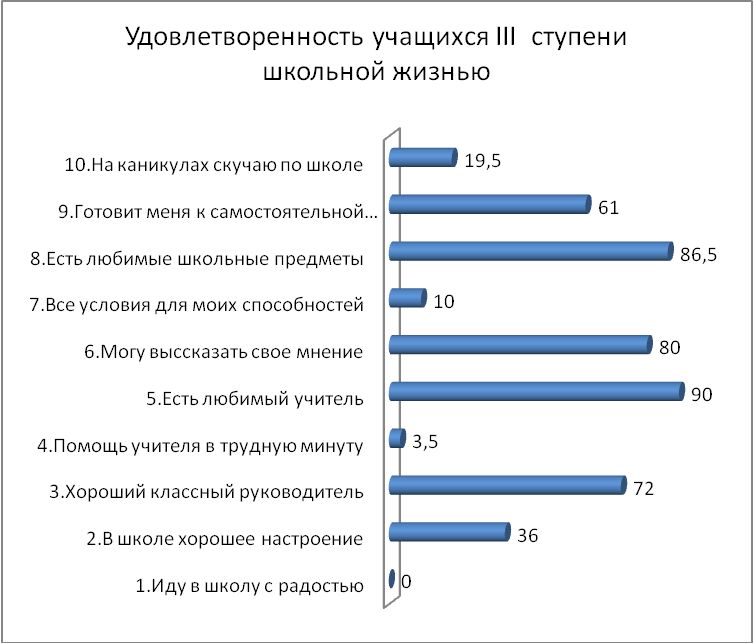 Удовлетворенность учащихся III ступени
школьной жизнью
10.На каникулах скучаю по школе 19,5
9.Готовит меня к самостоятельной… 61
8.Есть любимые школьные предметы 86,5
7.Все условия для моих способностей 10
6.Могу выссказать свое мнение 80
5.Есть любимый учитель 90
4.Помощь учителя в трудную минуту 3,5
3.Хороший классный руководитель 72
2.В школе хорошее настроение 36
1.Иду в школу с радостью 0